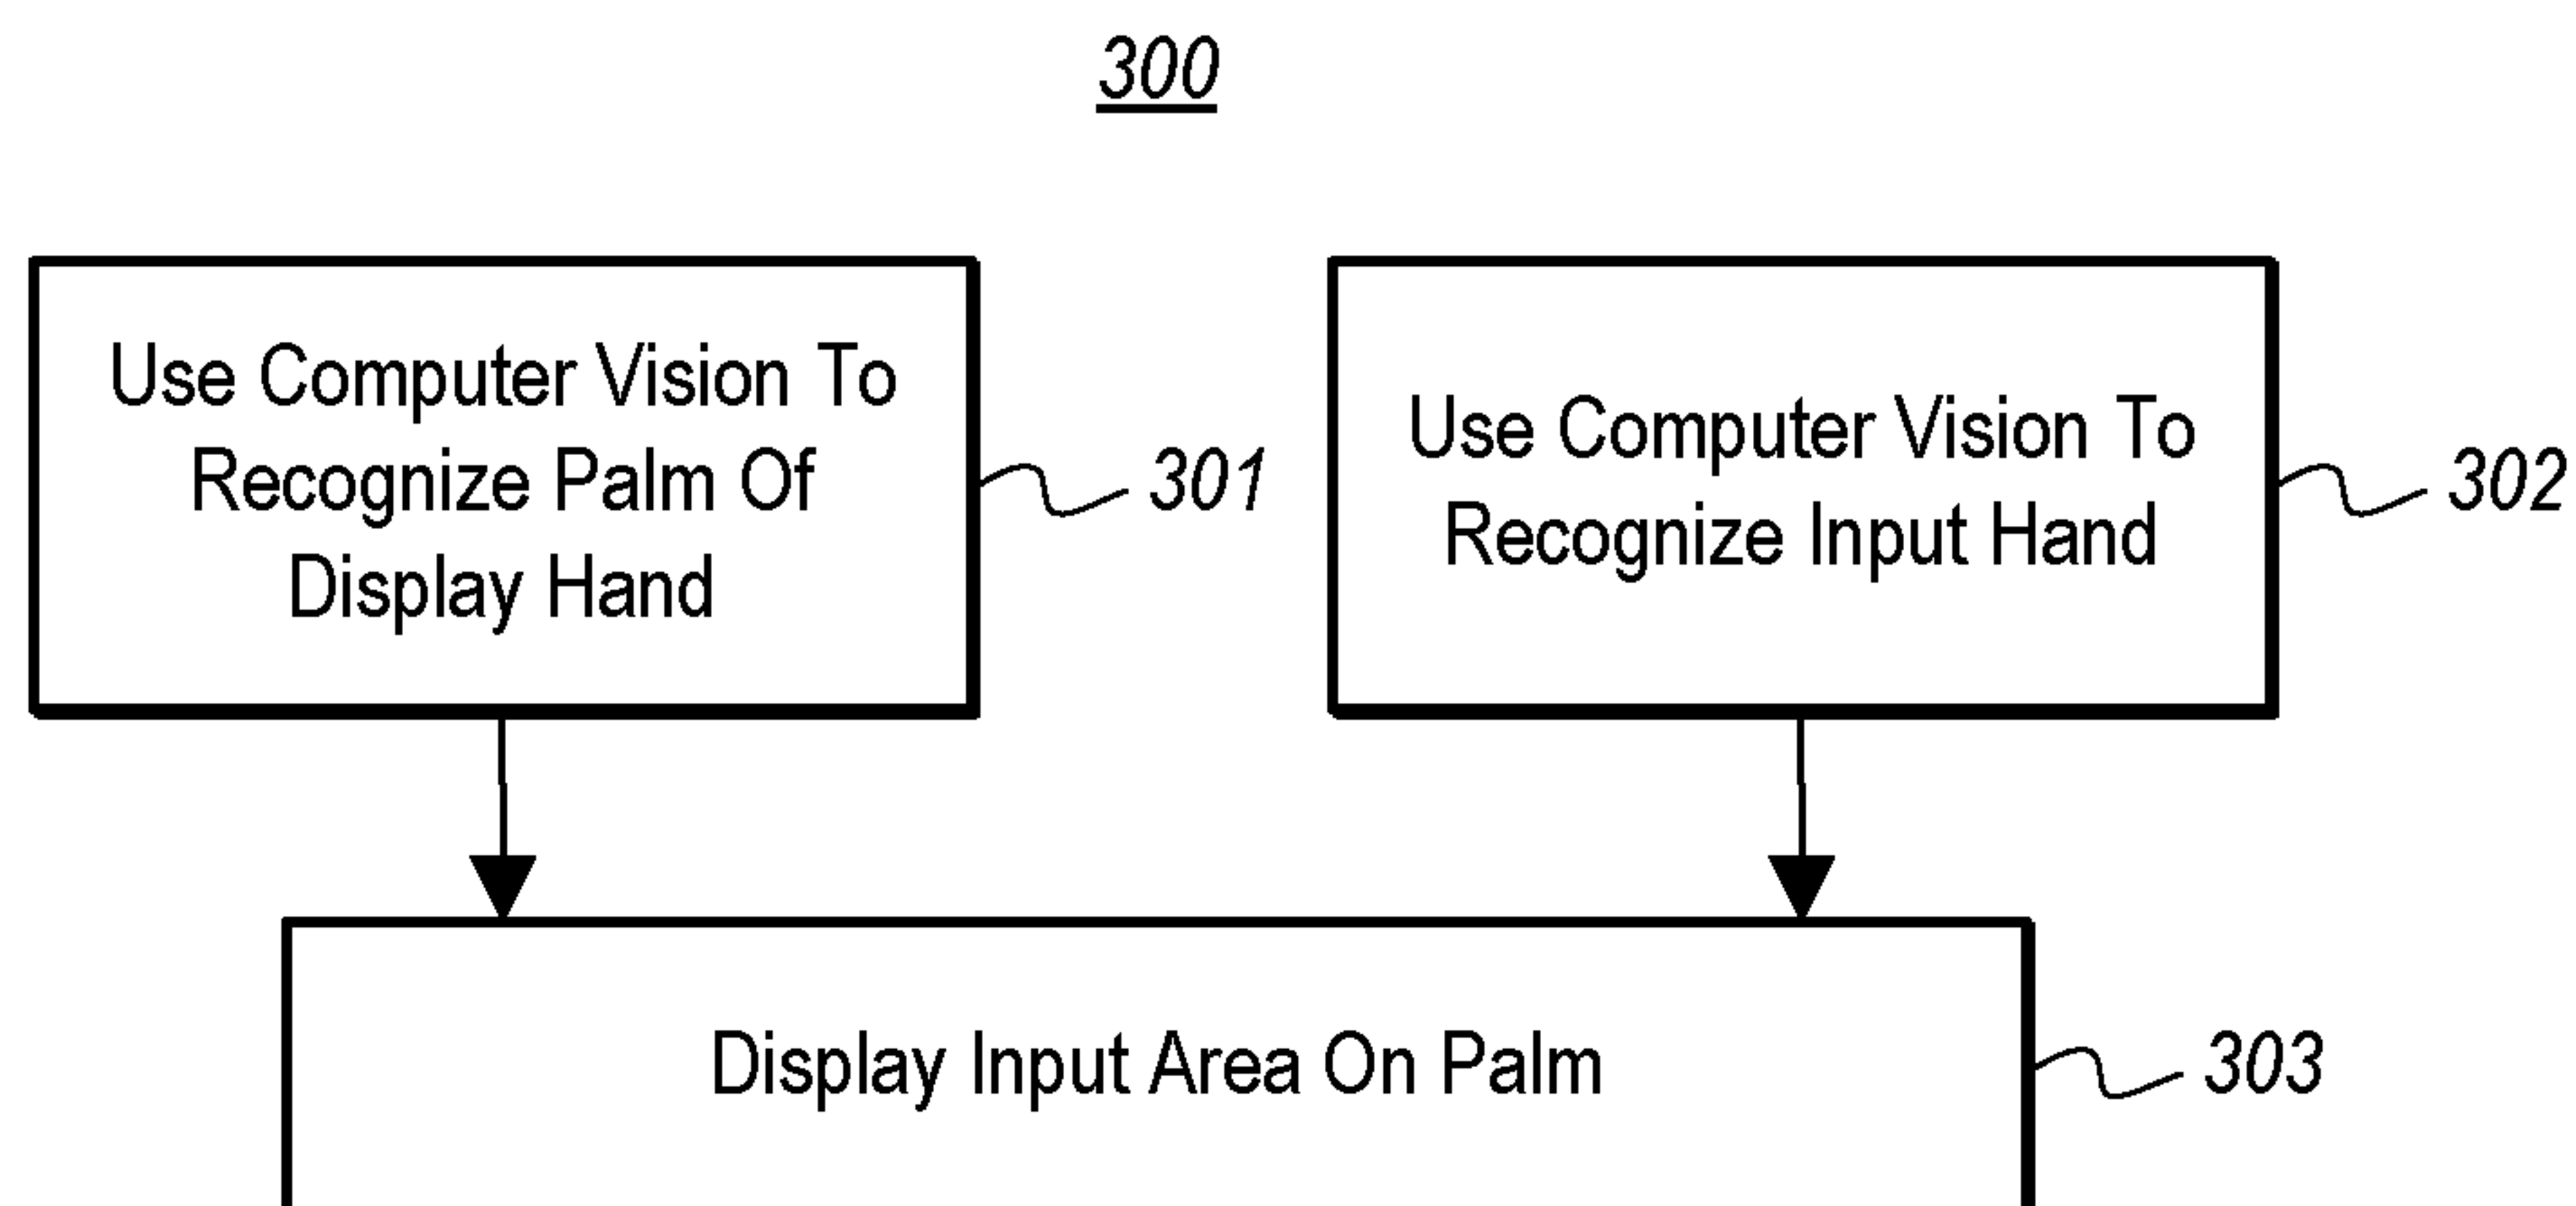 300
Use Computer Vision To
Recognize Palm Of
Display Hand
301
Use Computer Vision To
Recognize Input Hand
302
Display Input Area On Palm
303